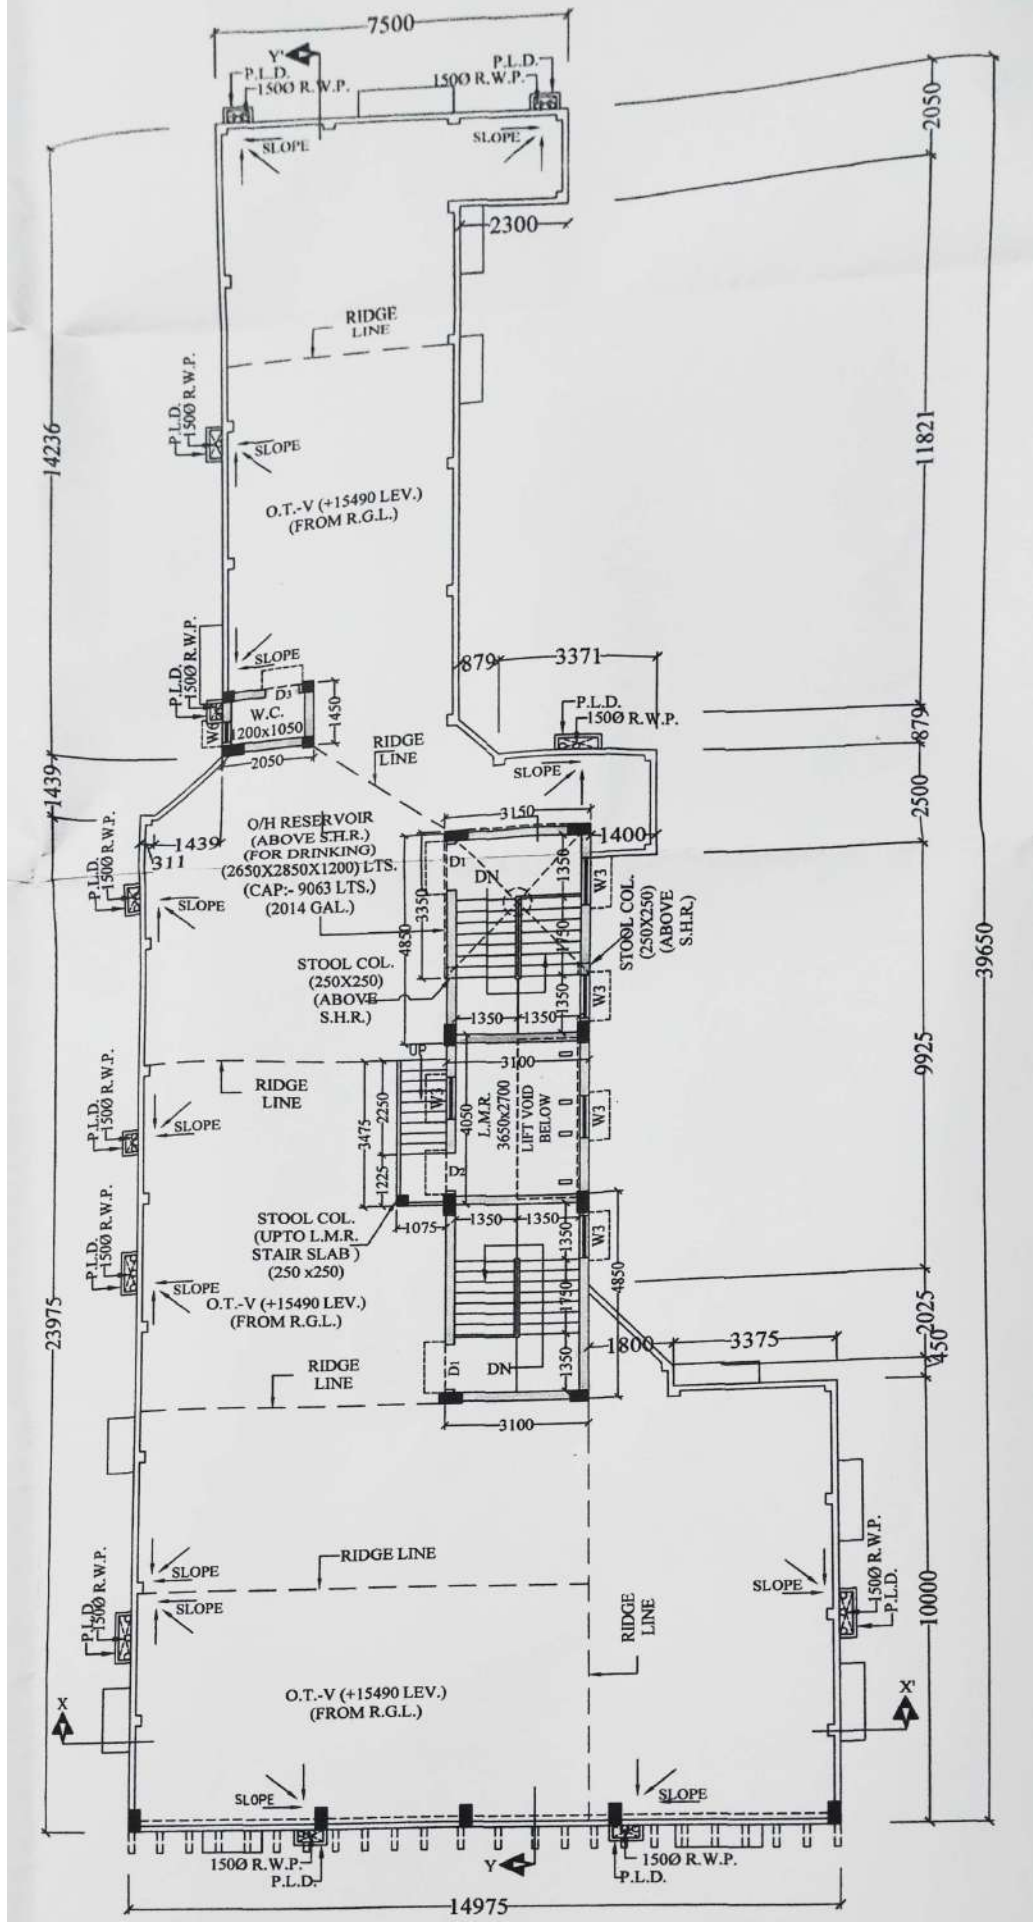 7500
Y'
P.L.D.
150Ø R.W.P.
P.L.D.
150Ø R.W.P.
2050
SLOPE
SLOPE
2300
RIDGE
LINE
14236
11821
P.L.D.
150Ø R.W.P.
SLOPE
O.T.-V (+15490 LEV.)
(FROM R.G.L.)
39650
P.L.D.
150Ø R.W.P.
SLOPE
D3
W.C.
1200x1050
W6
1450
2050
879
3371
P.L.D.
150Ø R.W.P.
879
RIDGE
LINE
SLOPE
1439
2500
3150
1400
1439
311
O/H RESERVOIR
(ABOVE S.H.R.)
(FOR DRINKING)
(2650X2850X1200) LTS.
(CAP:- 9063 LTS.)
(2014 GAL.)
P.L.D.
150Ø R.W.P.
SLOPE
D1
DN
1350
W3
3350
4850
1750
STOOL COL.
(250X250)
(ABOVE
S.H.R.)
STOOL COL.
(250X250)
(ABOVE
S.H.R.)
1350
W3
1350
1350
UP
3100
RIDGE
LINE
9925
P.L.D.
150Ø R.W.P.
SLOPE
3475
2250
W3
4050
L.M.R.
3650x2700
LIFT VOID
BELOW
W3
1225
D2
1075
1350
1350
STOOL COL.
(UPTO L.M.R.
STAIR SLAB )
(250 x250)
1350
W3
4850
P.L.D.
150Ø R.W.P.
SLOPE
O.T.-V (+15490 LEV.)
(FROM R.G.L.)
1750
2025
23975
RIDGE
LINE
D1
DN
1350
1800
3375
450
3100
RIDGE LINE
SLOPE
SLOPE
P.L.D.
150Ø R.W.P.
SLOPE
150Ø R.W.P.
P.L.D.
10000
RIDGE
LINE
O.T.-V (+15490 LEV.)
(FROM R.G.L.)
X
X'
SLOPE
SLOPE
150Ø R.W.P.
P.L.D.
Y
150Ø R.W.P.
P.L.D.
14975